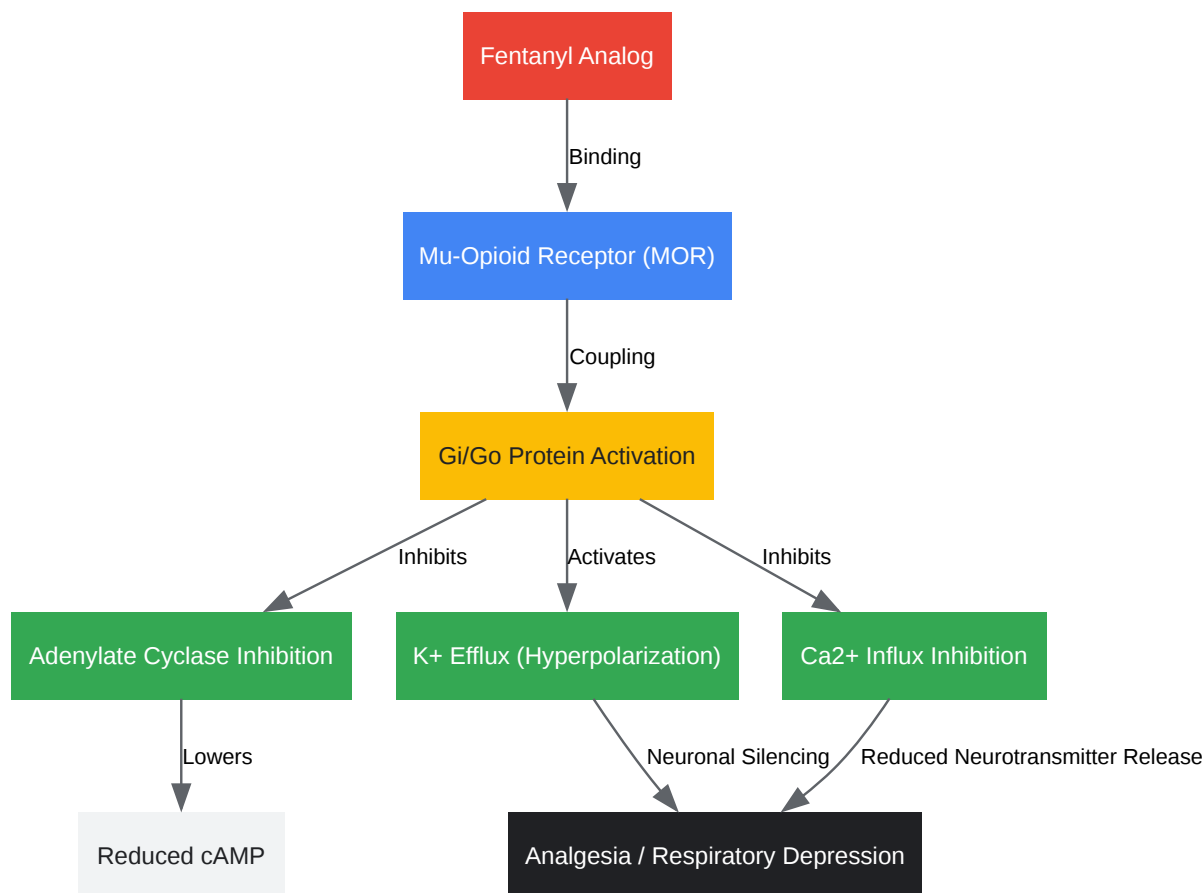 Fentanyl Analog
Binding
Mu-Opioid Receptor (MOR)
Coupling
Gi/Go Protein Activation
Inhibits
Activates
Inhibits
Adenylate Cyclase Inhibition
K+ Efflux (Hyperpolarization)
Ca2+ Influx Inhibition
Lowers
Neuronal Silencing
Reduced Neurotransmitter Release
Reduced cAMP
Analgesia / Respiratory Depression